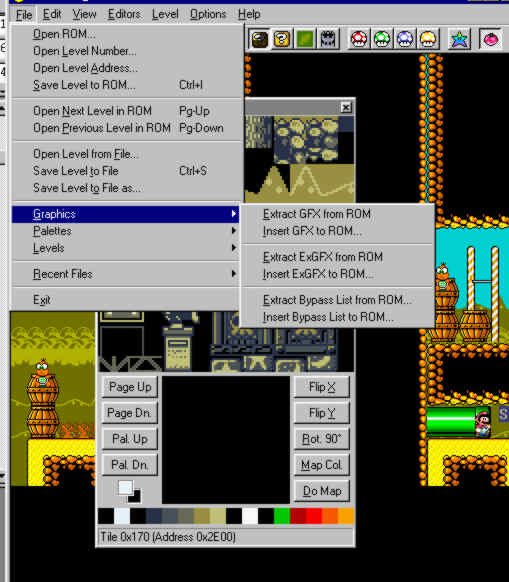 File Edit View Editors Level Options Help
Open ROM...
Open Level Number...
Open Level Address...
Save Level to ROM... Ctrl+I
Open Next Level in ROM Pg-Up
Open Previous Level in ROM Pg-Down
Open Level from File...
Save Level to File Ctrl+S
Save Level to File as...
Graphics
Palettes
Levels
Recent Files
Exit
Extract GFX from ROM
Insert GFX to ROM...
Extract ExGFX from ROM
Insert ExGFX to ROM...
Extract Bypass List from ROM...
Insert Bypass List to ROM...
Page Up
Page Dn.
Pal. Up
Pal. Dn.
Flip X
Flip Y
Rot. 90°
Map Col.
Do Map
Tile 0x170 (Address 0x2E00)